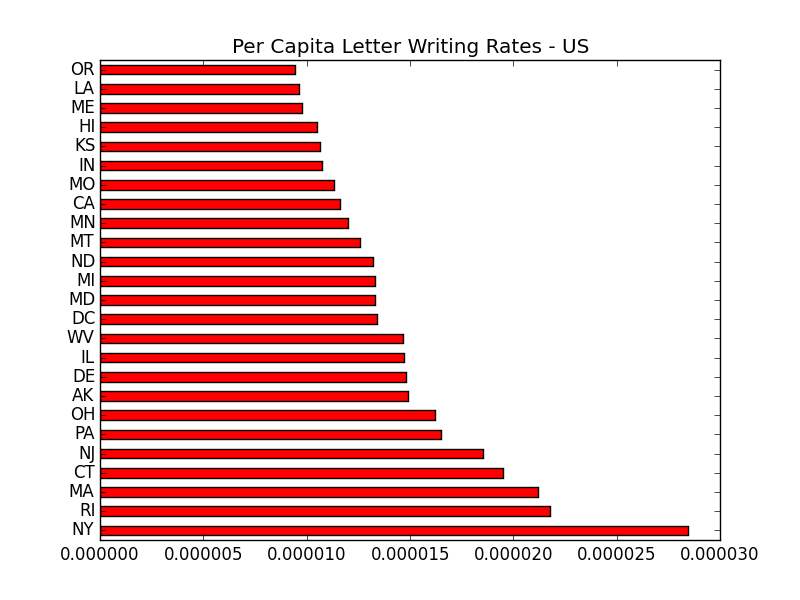 Per Capita Letter Writing Rates - US
OR
LA
ME
HI
KS
IN
MO
CA
MN
MT
ND
MI
MD
DC
WV
IL
DE
AK
OH
PA
NJ
CT
MA
RI
NY
0.000000 0.000005 0.000010 0.000015 0.000020 0.000025 0.000030